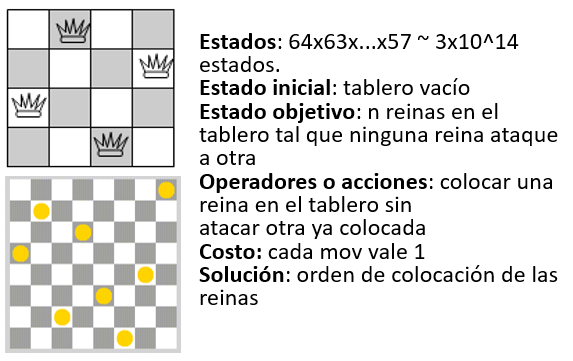 Estados: 64x63x...x57 ~ 3x10^14
estados.
Estado inicial: tablero vacío
Estado objetivo: n reinas en el
tablero tal que ninguna reina ataque
a otra
Operadores o acciones: colocar una
reina en el tablero sin
atacar otra ya colocada
Costo: cada mov vale 1
Solución: orden de colocación de las
reinas